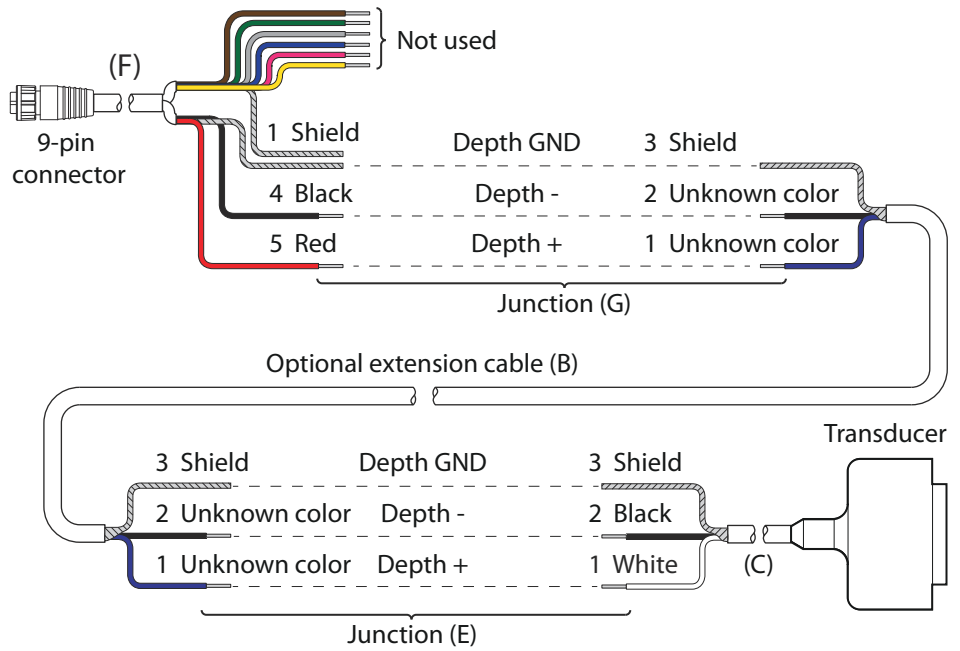 Not used
(F)
9-pin
connector
1 Shield
Depth GND
3 Shield
4 Black
Depth -
2 Unknown color
5 Red
Depth +
1 Unknown color
Junction (G)
Optional extension cable (B)
Transducer
3 Shield
Depth GND
3 Shield
2 Unknown color
Depth -
2 Black
1 Unknown color
Depth +
1 White
(C)
Junction (E)